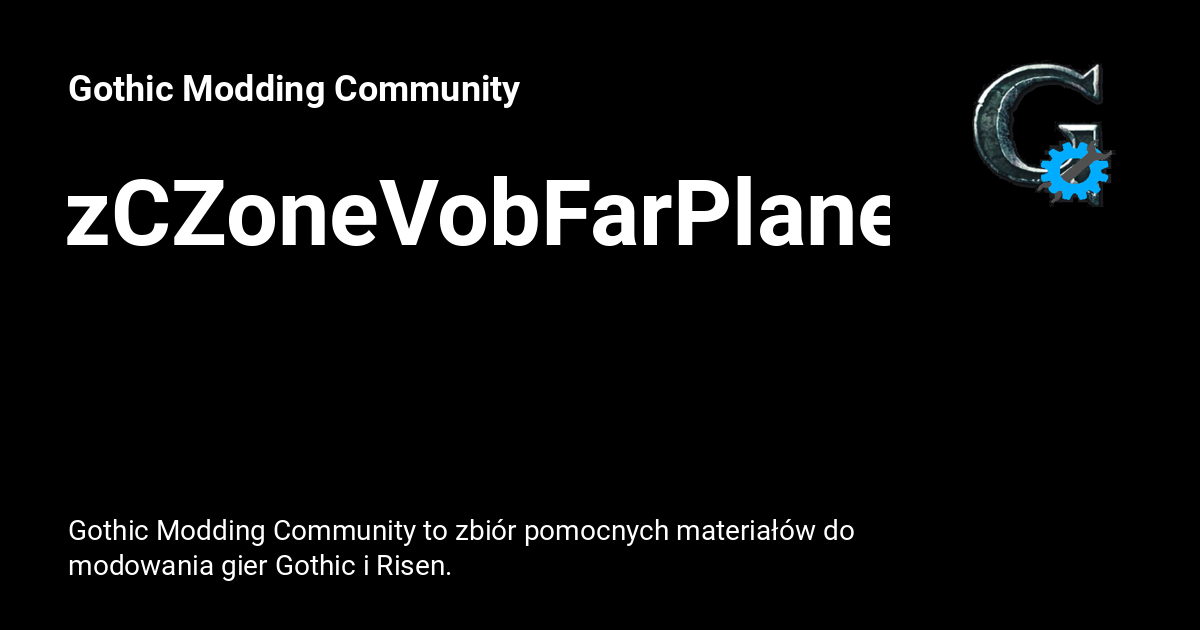 Gothic Modding Community
zCZoneVobFarPlane
Gothic Modding Community to zbiór pomocnych materiałów do
modowania gier Gothic i Risen.